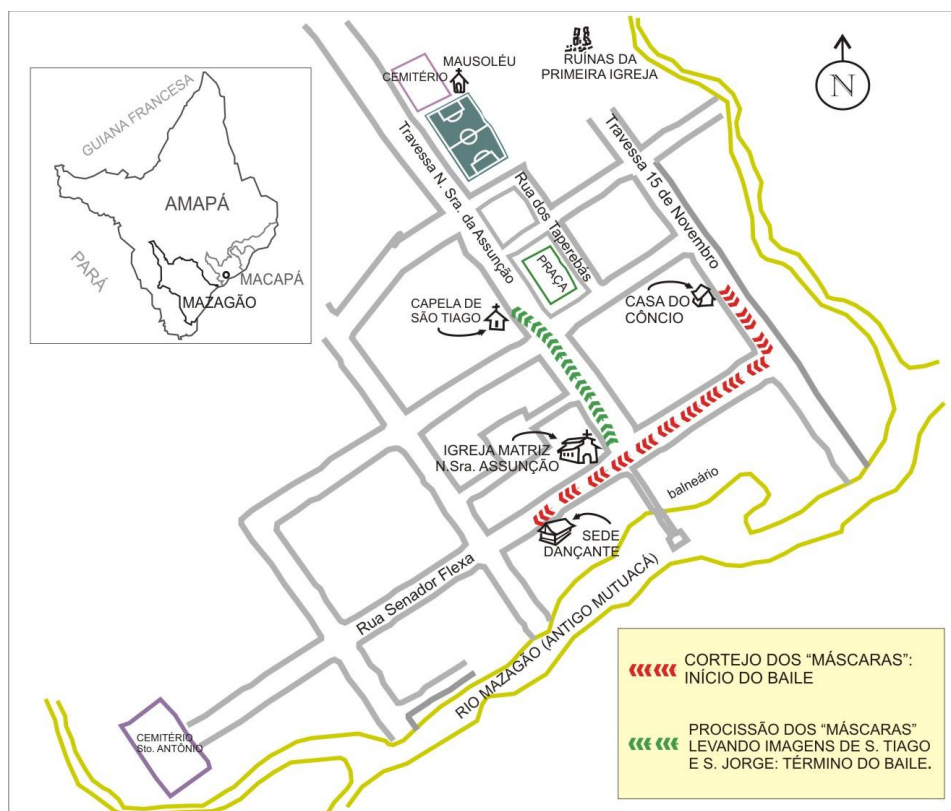 GUIANA FRANCESA
AMAPÁ
PARÁ
MACAPÁ
MAZAGÃO
CEMITÉRIO
MAUSOLÉU
RUÍNAS DA
PRIMEIRA IGREJA
N
Travessa N. Sra. da Assunção
Rua dos Taperebás
Travessa 15 de Novembro
PRAÇA
CAPELA DE
SÃO TIAGO
CASA DO
CÔNCIO
IGREJA MATRIZ
N.Sra. ASSUNÇÃO
balneário
SEDE
DANÇANTE
Rua Senador Flexa
RIO MAZAGÃO (ANTIGO MUTUACÁ)
CEMITÉRIO
Sto. ANTÔNIO
CORTEJO DOS “MÁSCARAS”:
INÍCIO DO BAILE
PROCISSÃO DOS “MÁSCARAS”
LEVANDO IMAGENS DE S. TIAGO
E S. JORGE: TÉRMINO DO BAILE.